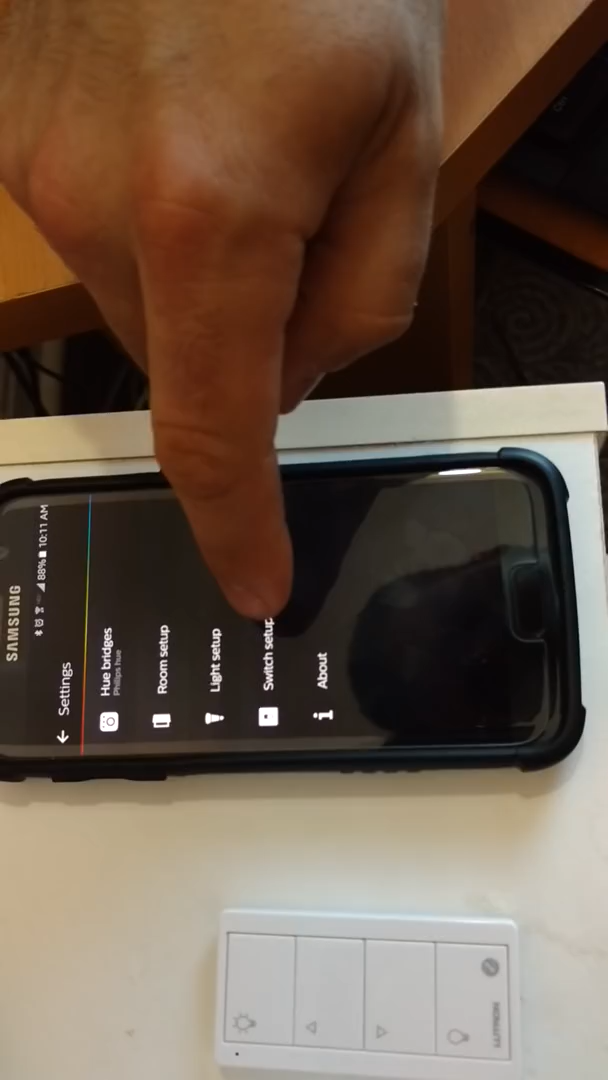 SAMSUNG
88% 10:11 AM
Settings
Hue bridges
Philips hue
Room setup
Light setup
Switch setup
About
LUTRON